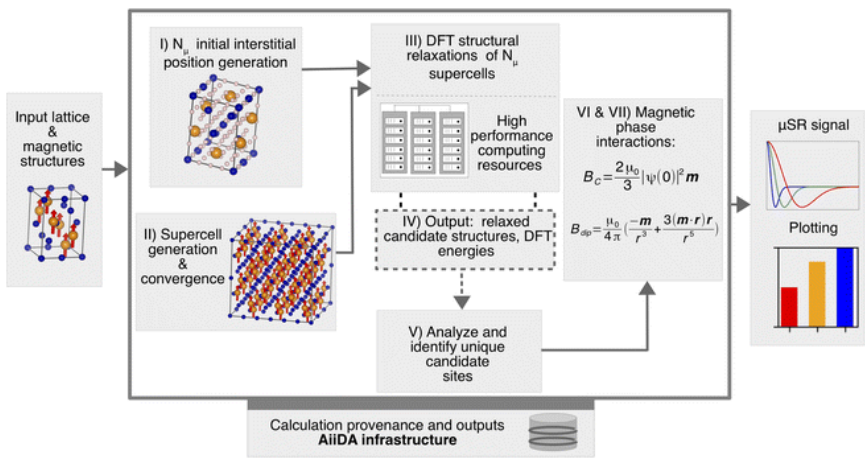 Input lattice
&
magnetic
structures
I) Nμ initial interstitial
position generation
II) Supercell
generation
&
convergence
III) DFT structural
relaxations of Nμ
supercells
High
performance
computing
resources
IV) Output: relaxed
candidate structures, DFT
energies
V) Analyze and
identify unique
candidate
sites
VI & VII) Magnetic
phase
interactions:
B_C = 2μ₀/3 |ψ(0)|² m
B_dip = μ₀/4π (−m/r³ + 3(m·r)r/r⁵)
μSR signal
Plotting
Calculation provenance and outputs
AiiDA infrastructure